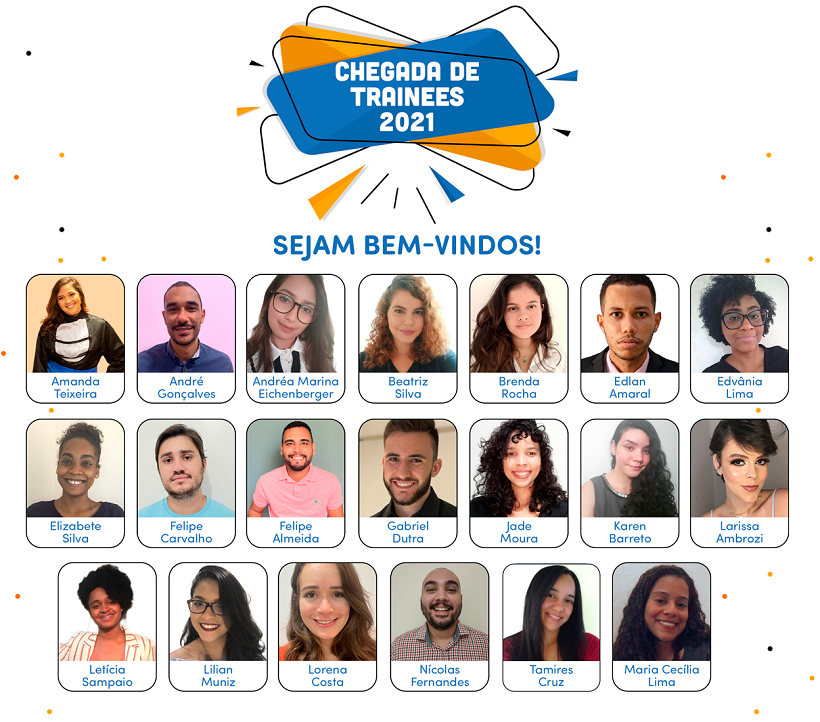 CHEGADA DE
TRAINEES
2021
SEJAM BEM-VINDOS!
Amanda
Teixeira
André
Gonçalves
Andréa Marina
Eichenberger
Beatriz
Silva
Brenda
Rocha
Edlan
Amaral
Edvânia
Lima
Elizabete
Silva
Felipe
Carvalho
Felipe
Almeida
Gabriel
Dutra
Jade
Moura
Karen
Barreto
Larissa
Ambrozi
Letícia
Sampaio
Lilian
Muniz
Lorena
Costa
Nícolas
Fernandes
Tamires
Cruz
Maria Cecília
Lima